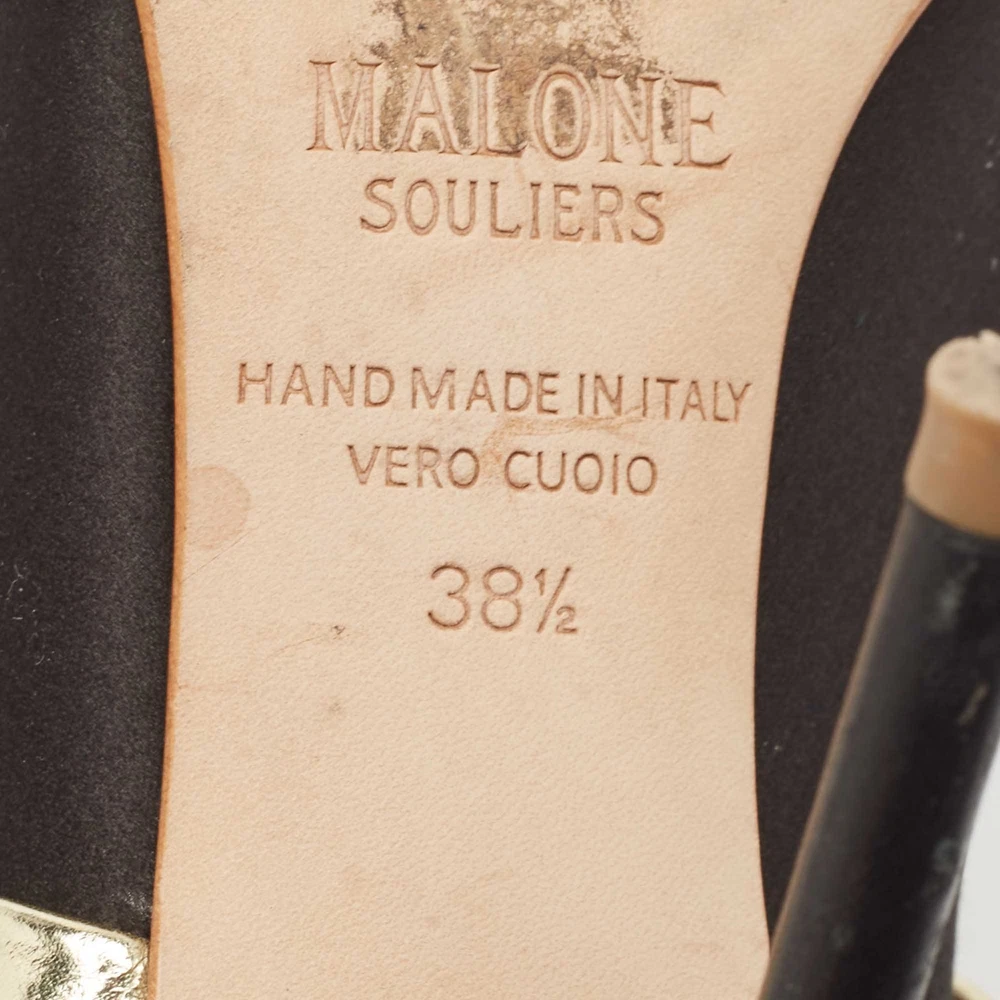 MALONE
SOULIERS
HAND MADE IN ITALY
VERO CUOIO
38½